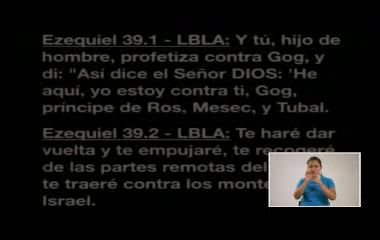 Ezequiel 39.1 - LBLA: Y tú, hijo de
hombre, profetiza contra Gog, y
di: "Así dice el Señor DIOS: 'He
aquí, yo estoy contra ti, Gog,
príncipe de Ros, Mesec, y Tubal.
Ezequiel 39.2 - LBLA: Te haré dar
vuelta y te empujaré, te recogeré
de las partes remotas del
te traeré contra los
Israel.